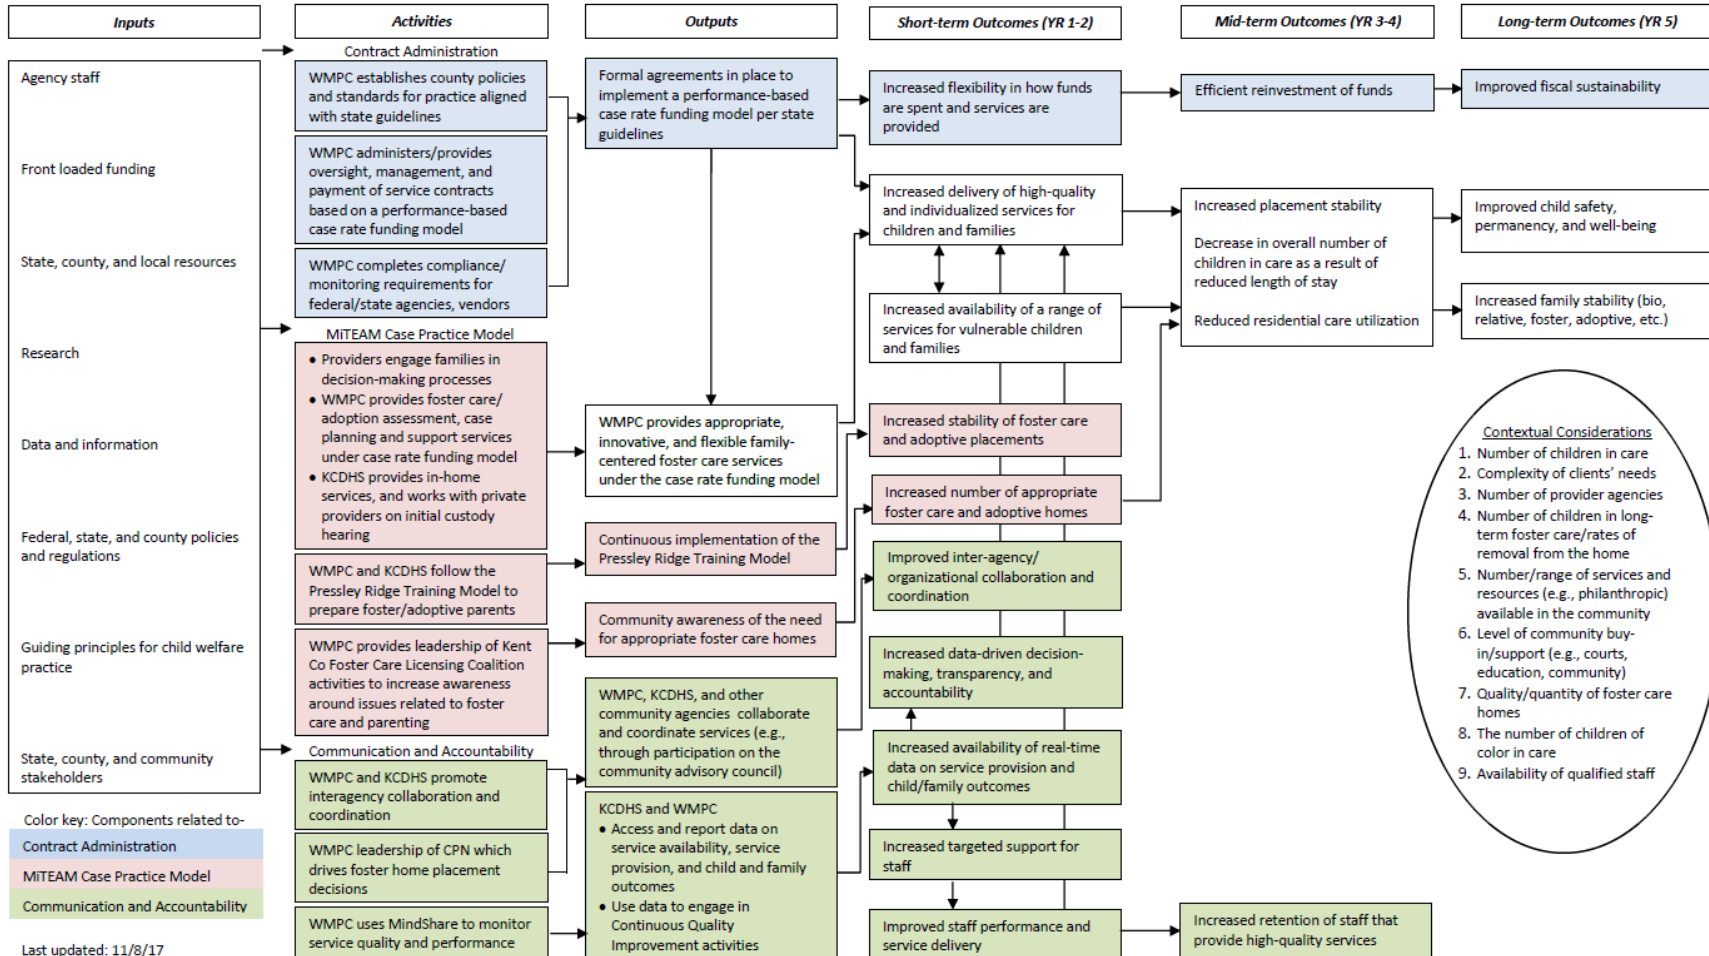 Inputs
Activities
Outputs
Short-term Outcomes (YR 1-2)
Mid-term Outcomes (YR 3-4)
Long-term Outcomes (YR 5)
Agency staff
Front loaded funding
State, county, and local resources
Research
Data and information
Federal, state, and county policies
and regulations
Guiding principles for child welfare
practice
State, county, and community
stakeholders
Color key: Components related to-
Contract Administration
MiTEAM Case Practice Model
Communication and Accountability
Last updated: 11/8/17
Contract Administration
WMPC establishes county policies
and standards for practice aligned
with state guidelines
WMPC administers/provides
oversight, management, and
payment of service contracts
based on a performance-based
case rate funding model
WMPC completes compliance/
monitoring requirements for
federal/state agencies, vendors
MiTEAM Case Practice Model
• Providers engage families in
decision-making processes
• WMPC provides foster care/
adoption assessment, case
planning and support services
under case rate funding model
• KCDHS provides in-home
services, and works with private
providers on initial custody
hearing
WMPC and KCDHS follow the
Pressley Ridge Training Model to
prepare foster/adoptive parents
WMPC provides leadership of Kent
Co Foster Care Licensing Coalition
activities to increase awareness
around issues related to foster
care and parenting
Communication and Accountability
WMPC and KCDHS promote
interagency collaboration and
coordination
WMPC leadership of CPN which
drives foster home placement
decisions
WMPC uses MindShare to monitor
service quality and performance
Formal agreements in place to
implement a performance-based
case rate funding model per state
guidelines
WMPC provides appropriate,
innovative, and flexible family-
centered foster care services
under the case rate funding model
Continuous implementation of the
Pressley Ridge Training Model
Community awareness of the need
for appropriate foster care homes
WMPC, KCDHS, and other
community agencies collaborate
and coordinate services (e.g.,
through participation on the
community advisory council)
KCDHS and WMPC
• Access and report data on
service availability, service
provision, and child and family
outcomes
• Use data to engage in
Continuous Quality
Improvement activities
Increased flexibility in how funds
are spent and services are
provided
Increased delivery of high-quality
and individualized services for
children and families
Increased availability of a range of
services for vulnerable children
and families
Increased stability of foster care
and adoptive placements
Increased number of appropriate
foster care and adoptive homes
Improved inter-agency/
organizational collaboration and
coordination
Increased data-driven decision-
making, transparency, and
accountability
Increased availability of real-time
data on service provision and
child/family outcomes
Increased targeted support for
staff
Improved staff performance and
service delivery
Efficient reinvestment of funds
Increased placement stability
Decrease in overall number of
children in care as a result of
reduced length of stay
Reduced residential care utilization
Increased retention of staff that
provide high-quality services
Improved fiscal sustainability
Improved child safety,
permanency, and well-being
Increased family stability (bio,
relative, foster, adoptive, etc.)
Contextual Considerations
1. Number of children in care
2. Complexity of clients’ needs
3. Number of provider agencies
4. Number of children in long-
term foster care/rates of
removal from the home
5. Number/range of services and
resources (e.g., philanthropic)
available in the community
6. Level of community buy-
in/support (e.g., courts,
education, community)
7. Quality/quantity of foster care
homes
8. The number of children of
color in care
9. Availability of qualified staff